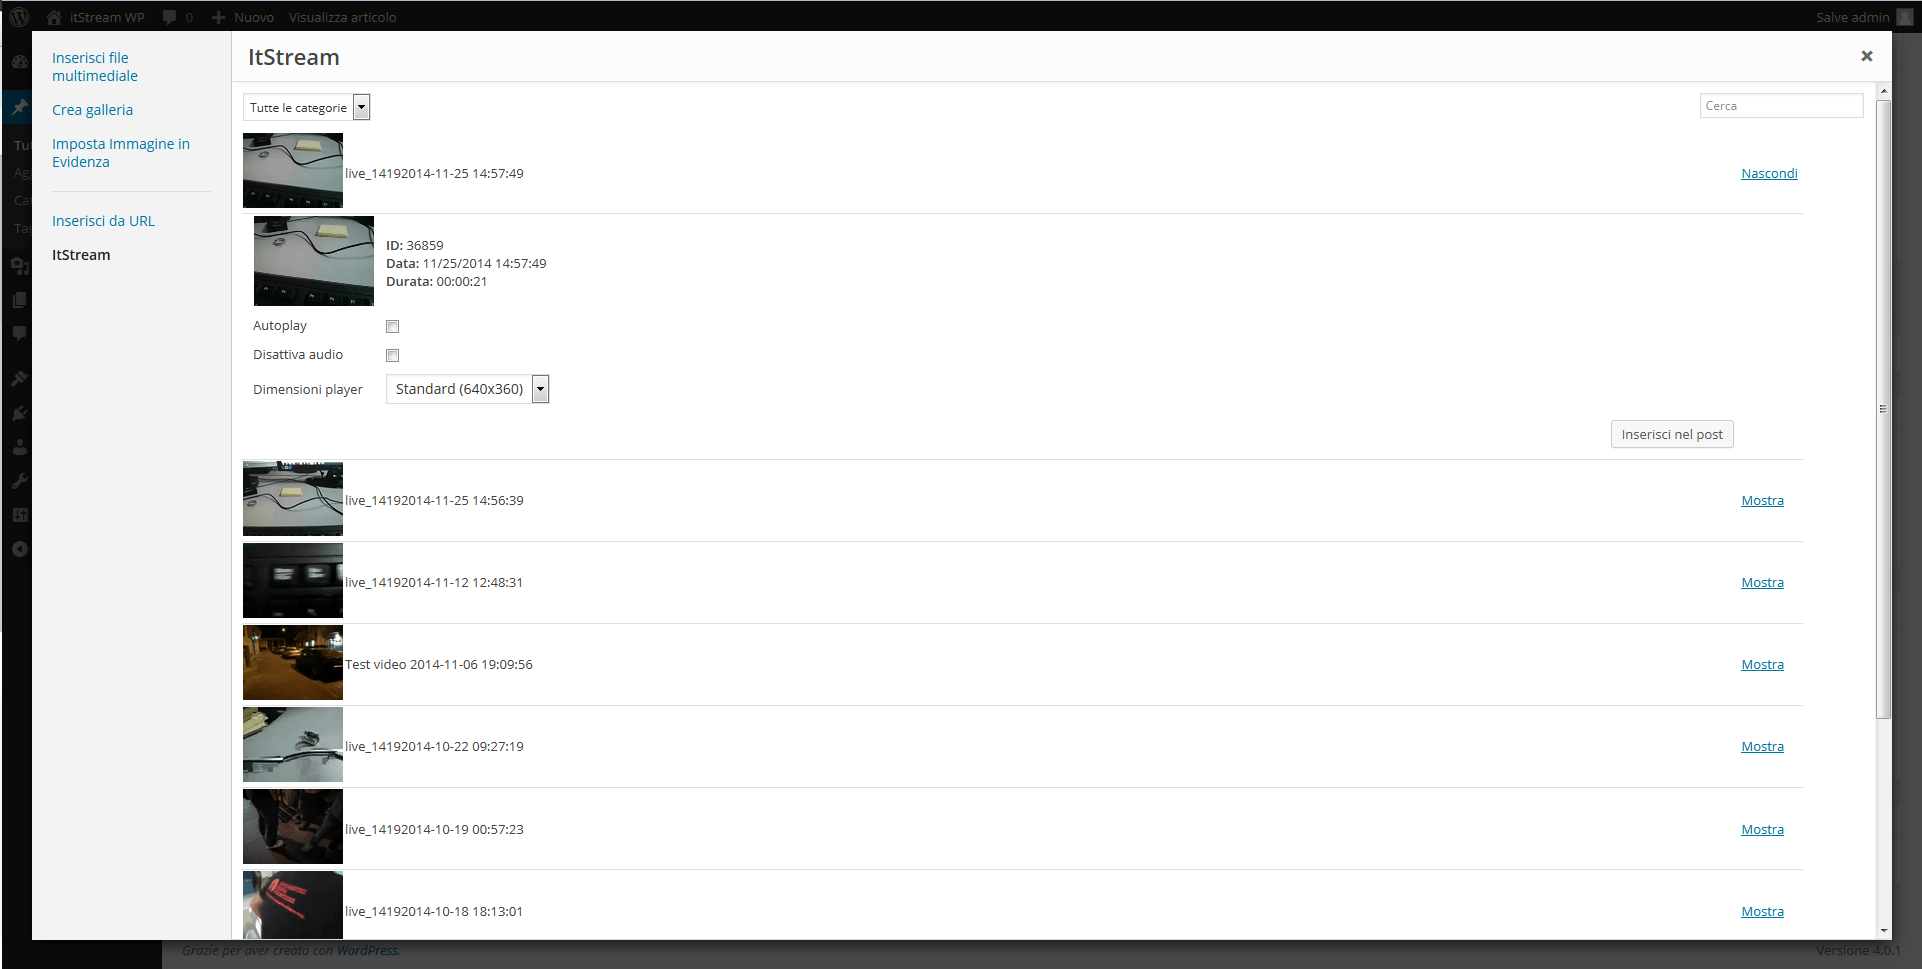 itStream WP 0 Nuovo Visualizza articolo Salve admin
Inserisci file
multimediale
Crea galleria
Imposta Immagine in
Evidenza
Inserisci da URL
ItStream
ItStream
Tutte le categorie Cerca
live_14192014-11-25 14:57:49 Nascondi
ID: 36859
Data: 11/25/2014 14:57:49
Durata: 00:00:21
Autoplay
Disattiva audio
Dimensioni player Standard (640x360)
Inserisci nel post
live_14192014-11-25 14:56:39 Mostra
live_14192014-11-12 12:48:31 Mostra
Test video 2014-11-06 19:09:56 Mostra
live_14192014-10-22 09:27:19 Mostra
live_14192014-10-19 00:57:23 Mostra
live_14192014-10-18 18:13:01 Mostra
Grazie per aver creato con WordPress. Versione 4.0.1